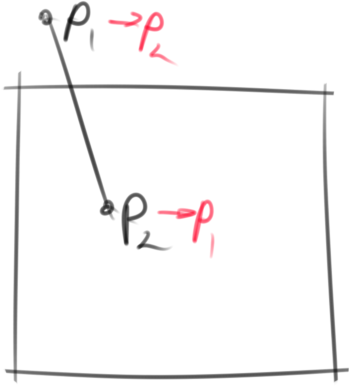 P₁ → P₂
P₂ → P₁